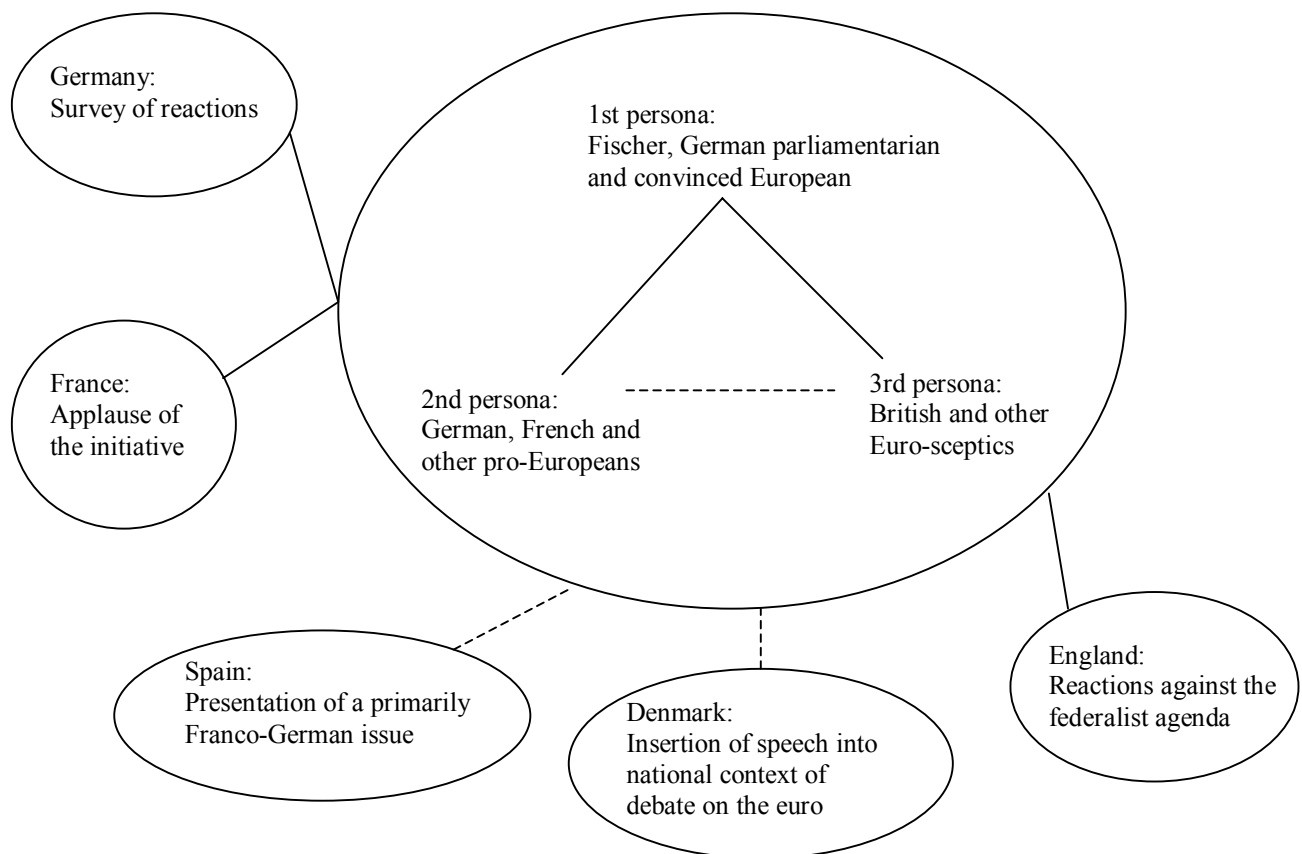 Germany:
Survey of reactions
1st persona:
Fischer, German parliamentarian
and convinced European
France:
Applause of
the initiative
2nd persona:
German, French and
other pro-Europeans
3rd persona:
British and other
Euro-sceptics
Spain:
Presentation of a primarily
Franco-German issue
Denmark:
Insertion of speech into
national context of
debate on the euro
England:
Reactions against the
federalist agenda